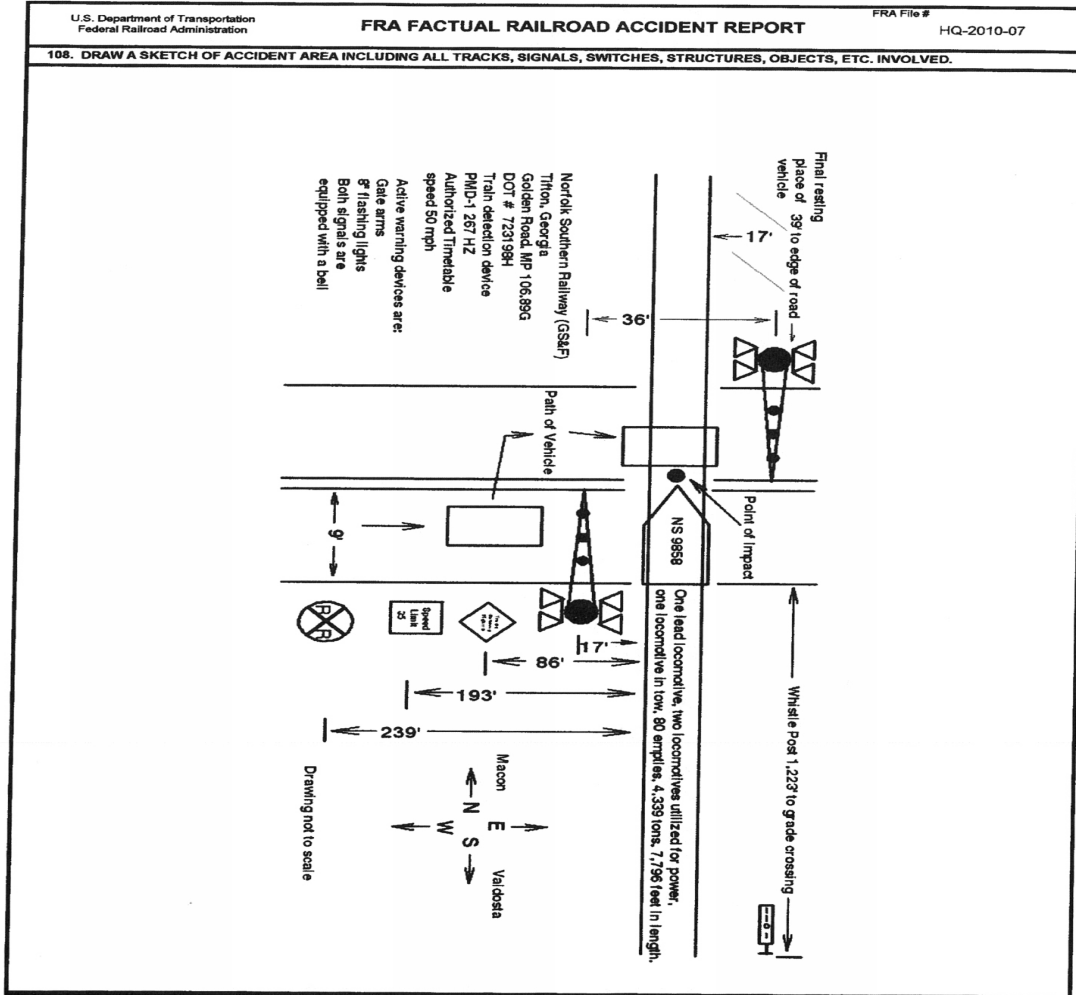 U.S. Department of Transportation
Federal Railroad Administration
FRA FACTUAL RAILROAD ACCIDENT REPORT
FRA File #
HQ-2010-07
108. DRAW A SKETCH OF ACCIDENT AREA INCLUDING ALL TRACKS, SIGNALS, SWITCHES, STRUCTURES, OBJECTS, ETC. INVOLVED.
Final resting
place of 39' to edge of road
vehicle
17'
36'
Norfolk Southern Railway (GS&F)
Tifton, Georgia
Golden Road, MP 106.89G
DOT # 723198H
Train detection device
PMD-1 267 HZ
Authorized Timetable
speed 50 mph
Active warning devices are:
Gate arms
8" flashing lights
Both signals are
equipped with a bell
Path of Vehicle
Point of Impact
NS 9858
9'
One lead locomotive, two locomotives utilized for power,
one locomotive in tow, 80 empties, 4,339 tons, 7,796 feet in length.
Whistle Post 1,223' to grade crossing
R R
Speed
Limit
25
17'
86'
193'
239'
Macon
N
E
S
W
Valdosta
Drawing not to scale